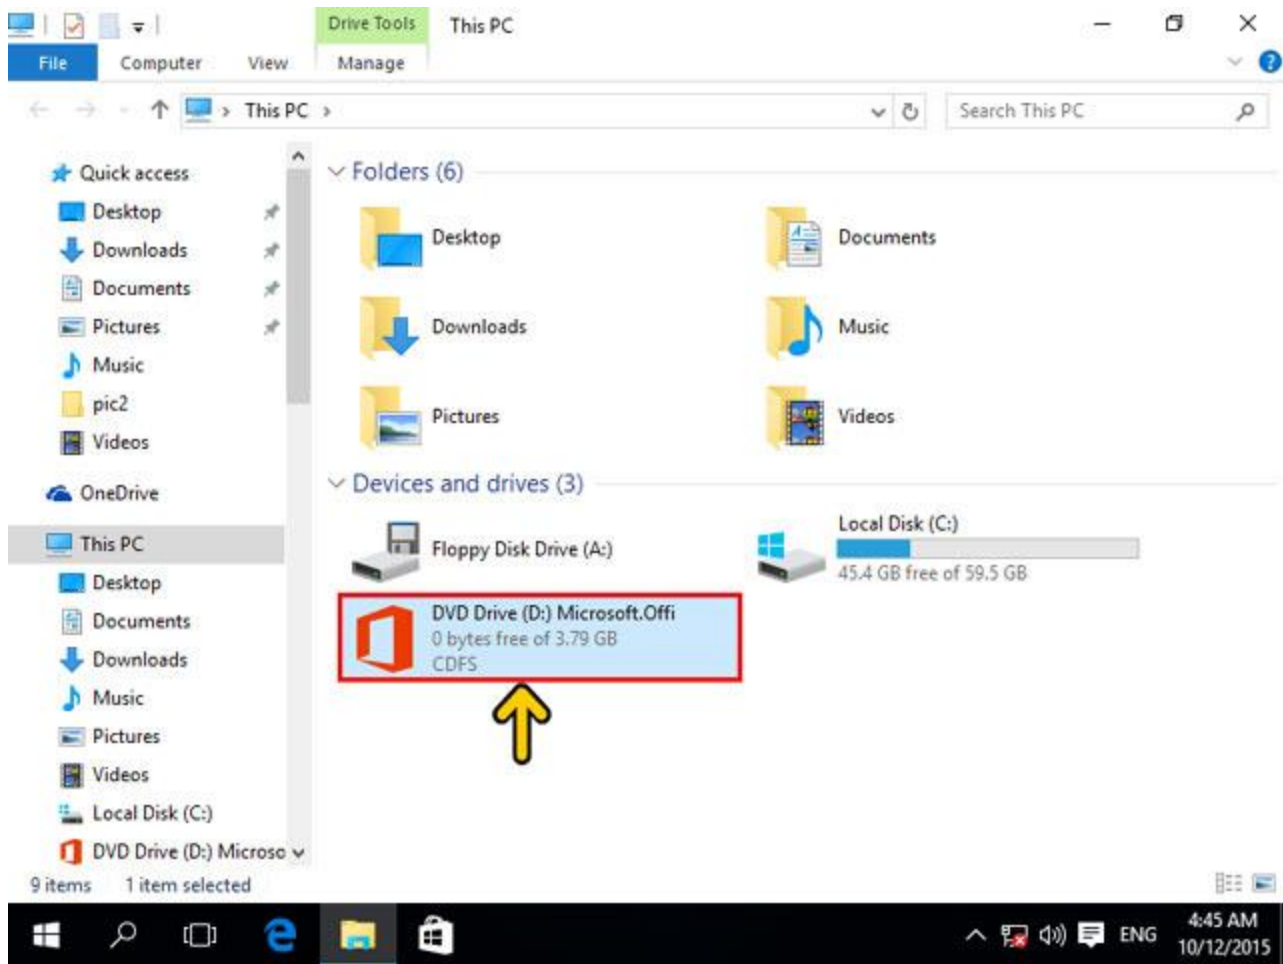 Drive Tools This PC
File Computer View Manage
This PC Search This PC
Quick access
Desktop
Downloads
Documents
Pictures
Music
pic2
Videos
OneDrive
This PC
Desktop
Documents
Downloads
Music
Pictures
Videos
Local Disk (C:)
DVD Drive (D:) Microso
Folders (6)
Desktop
Documents
Downloads
Music
Pictures
Videos
Devices and drives (3)
Floppy Disk Drive (A:)
Local Disk (C:)
45.4 GB free of 59.5 GB
DVD Drive (D:) Microsoft.Offi
0 bytes free of 3.79 GB
CDFS
9 items 1 item selected
ENG
4:45 AM
10/12/2015